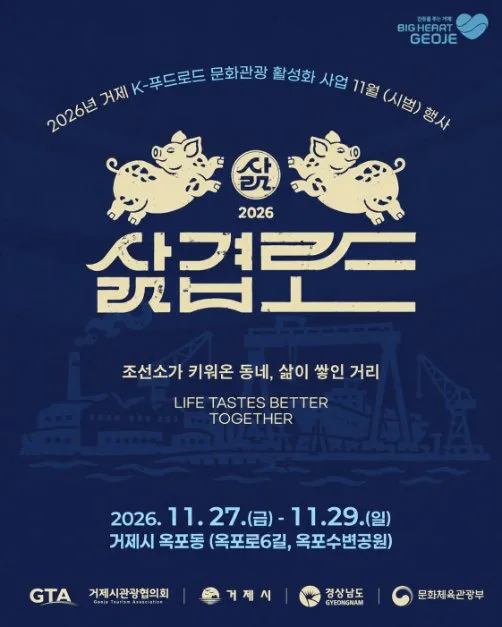 감동을 주는 거제
BIG HEART
GEOJE
2026년 거제 K-푸드로드 문화관광 활성화 사업 11월 (시범) 행사
삶
2026
삶겹로드
조선소가 키워온 동네, 삶이 쌓인 거리
LIFE TASTES BETTER
TOGETHER
2026. 11. 27.(금) - 11.29.(일)
거제시 옥포동 (옥포로6길, 옥포수변공원)
GTA 거제시관광협의회 거제시 경상남도 문화체육관광부
Geoje Tourism Association GYEONGNAM